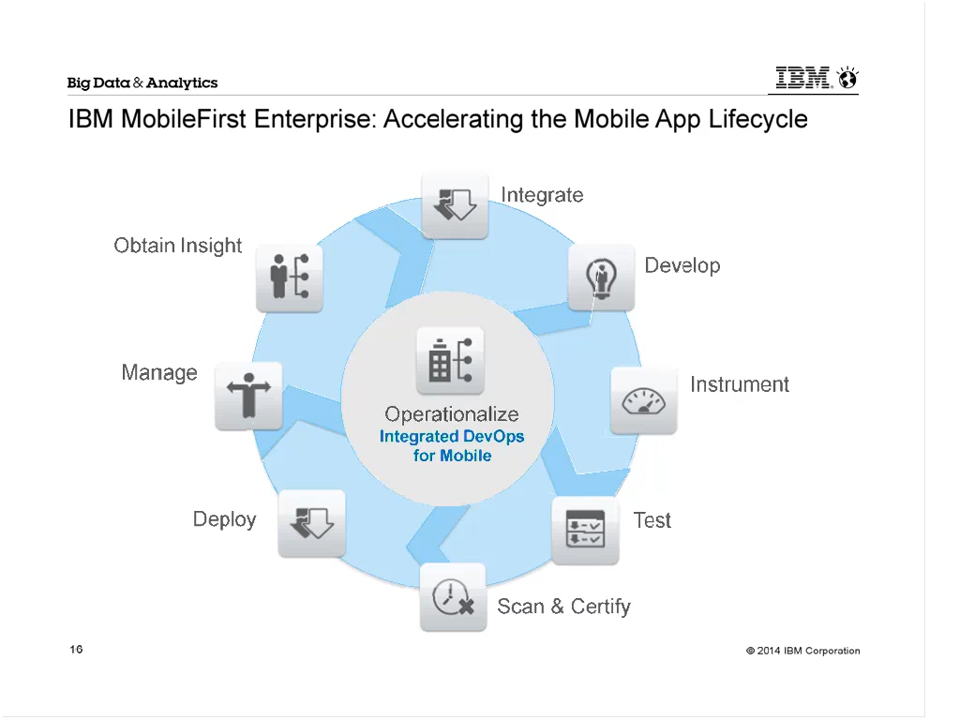 Big Data & Analytics
IBM
IBM MobileFirst Enterprise: Accelerating the Mobile App Lifecycle
Integrate
Obtain Insight
Develop
Manage
Instrument
Operationalize
Integrated DevOps
for Mobile
Deploy
Test
Scan & Certify
16
© 2014 IBM Corporation